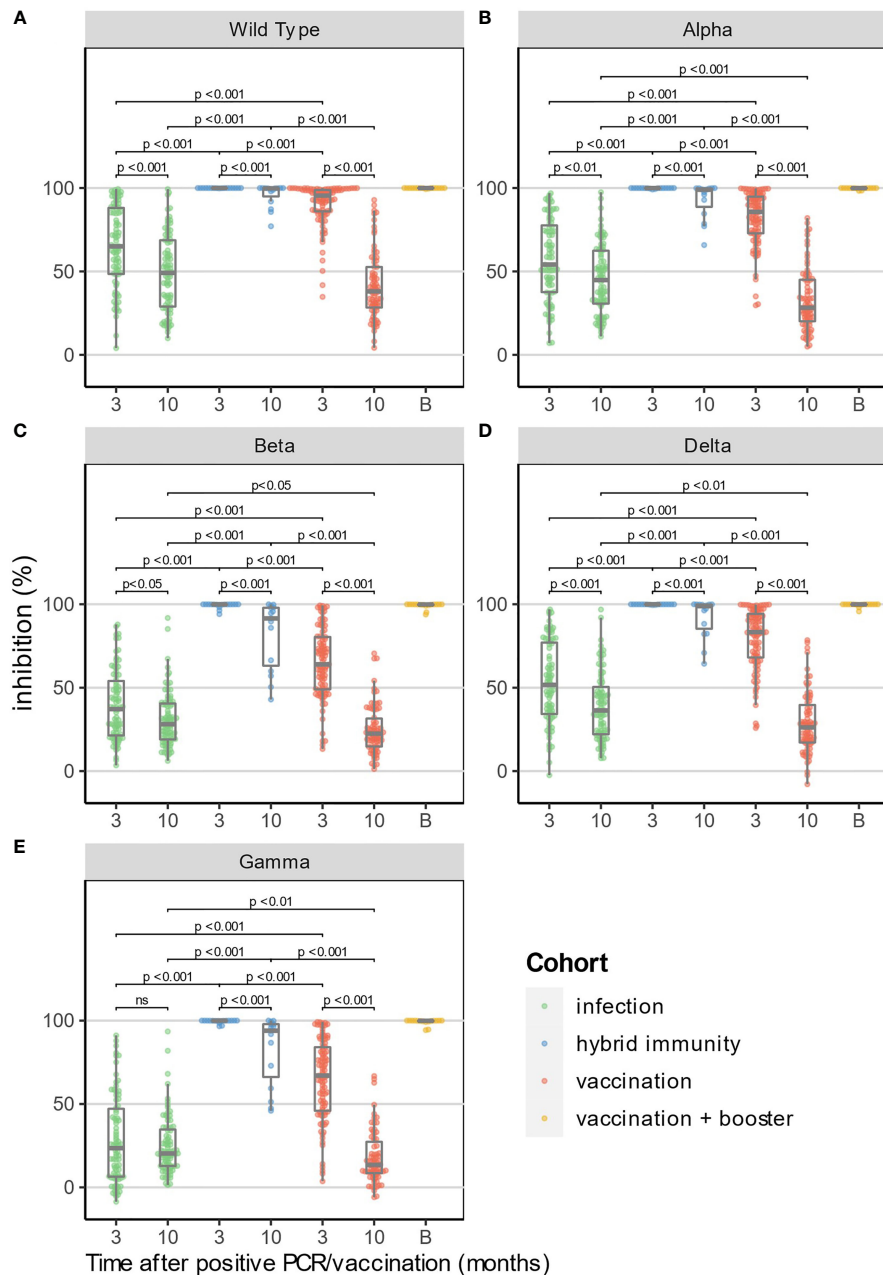 A
Wild Type
p <0.001
p <0.001 p <0.001
p <0.001 p <0.001
p <0.001 p <0.001 p <0.001
100
50
0
3 10 3 10 3 10 B
B
Alpha
p <0.001
p <0.001
p <0.001 p <0.001
p <0.001 p <0.001
p <0.01 p <0.001 p <0.001
100
50
0
3 10 3 10 3 10 B
C
Beta
p<0.05
p <0.001
p <0.001 p <0.001
p <0.001 p <0.001
p <0.05 p <0.001 p <0.001
100
50
0
3 10 3 10 3 10 B
D
Delta
p <0.01
p <0.001
p <0.001 p <0.001
p <0.001 p <0.001
p <0.001 p <0.001 p <0.001
100
50
0
3 10 3 10 3 10 B
inhibition (%)
E
Gamma
p <0.01
p <0.001
p <0.001 p <0.001
p <0.001 p <0.001
ns p <0.001 p <0.001
100
50
0
3 10 3 10 3 10 B
Time after positive PCR/vaccination (months)
Cohort
infection
hybrid immunity
vaccination
vaccination + booster